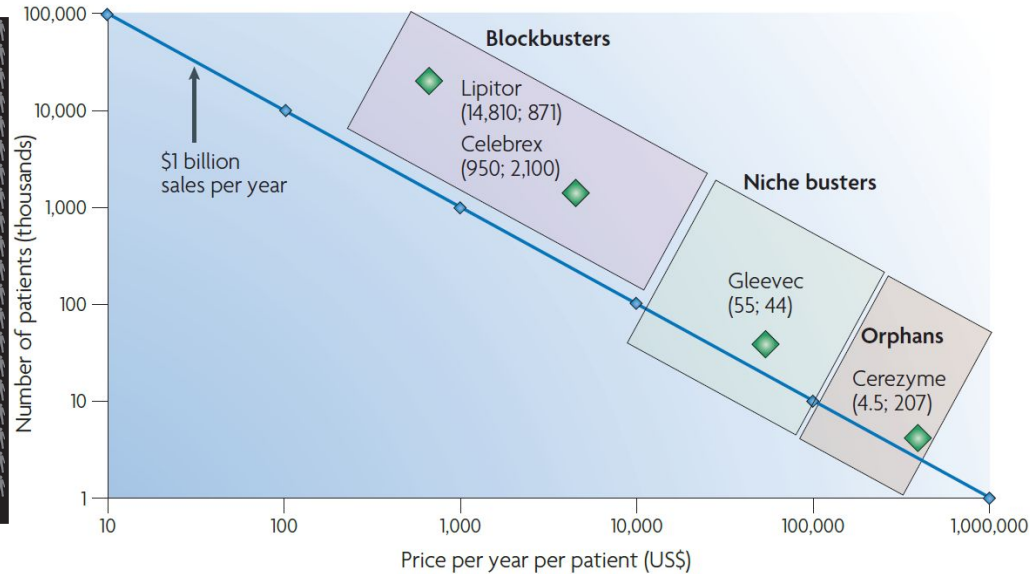 Number of patients (thousands)
100,000
10,000
1,000
100
10
1
$1 billion
sales per year
Blockbusters
Lipitor
(14,810; 871)
Celebrex
(950; 2,100)
Niche busters
Gleevec
(55; 44)
Orphans
Cerezyme
(4.5; 207)
10
100
1,000
10,000
100,000
1,000,000
Price per year per patient (US$)